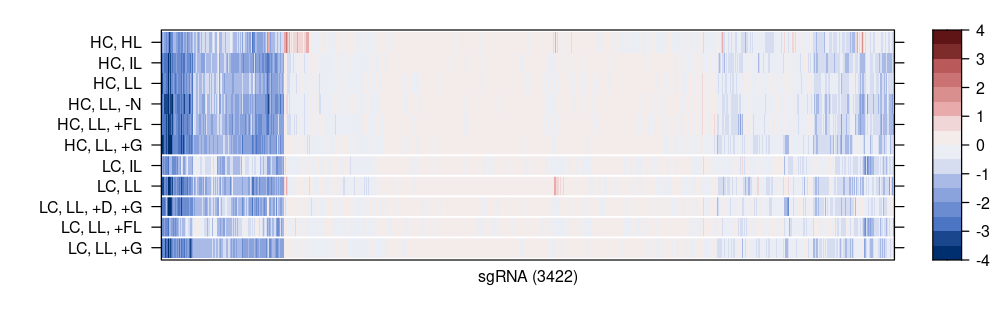 HC, HL
HC, IL
HC, LL
HC, LL, -N
HC, LL, +FL
HC, LL, +G
LC, IL
LC, LL
LC, LL, +D, +G
LC, LL, +FL
LC, LL, +G
sgRNA (3422)
4
3
2
1
0
-1
-2
-3
-4